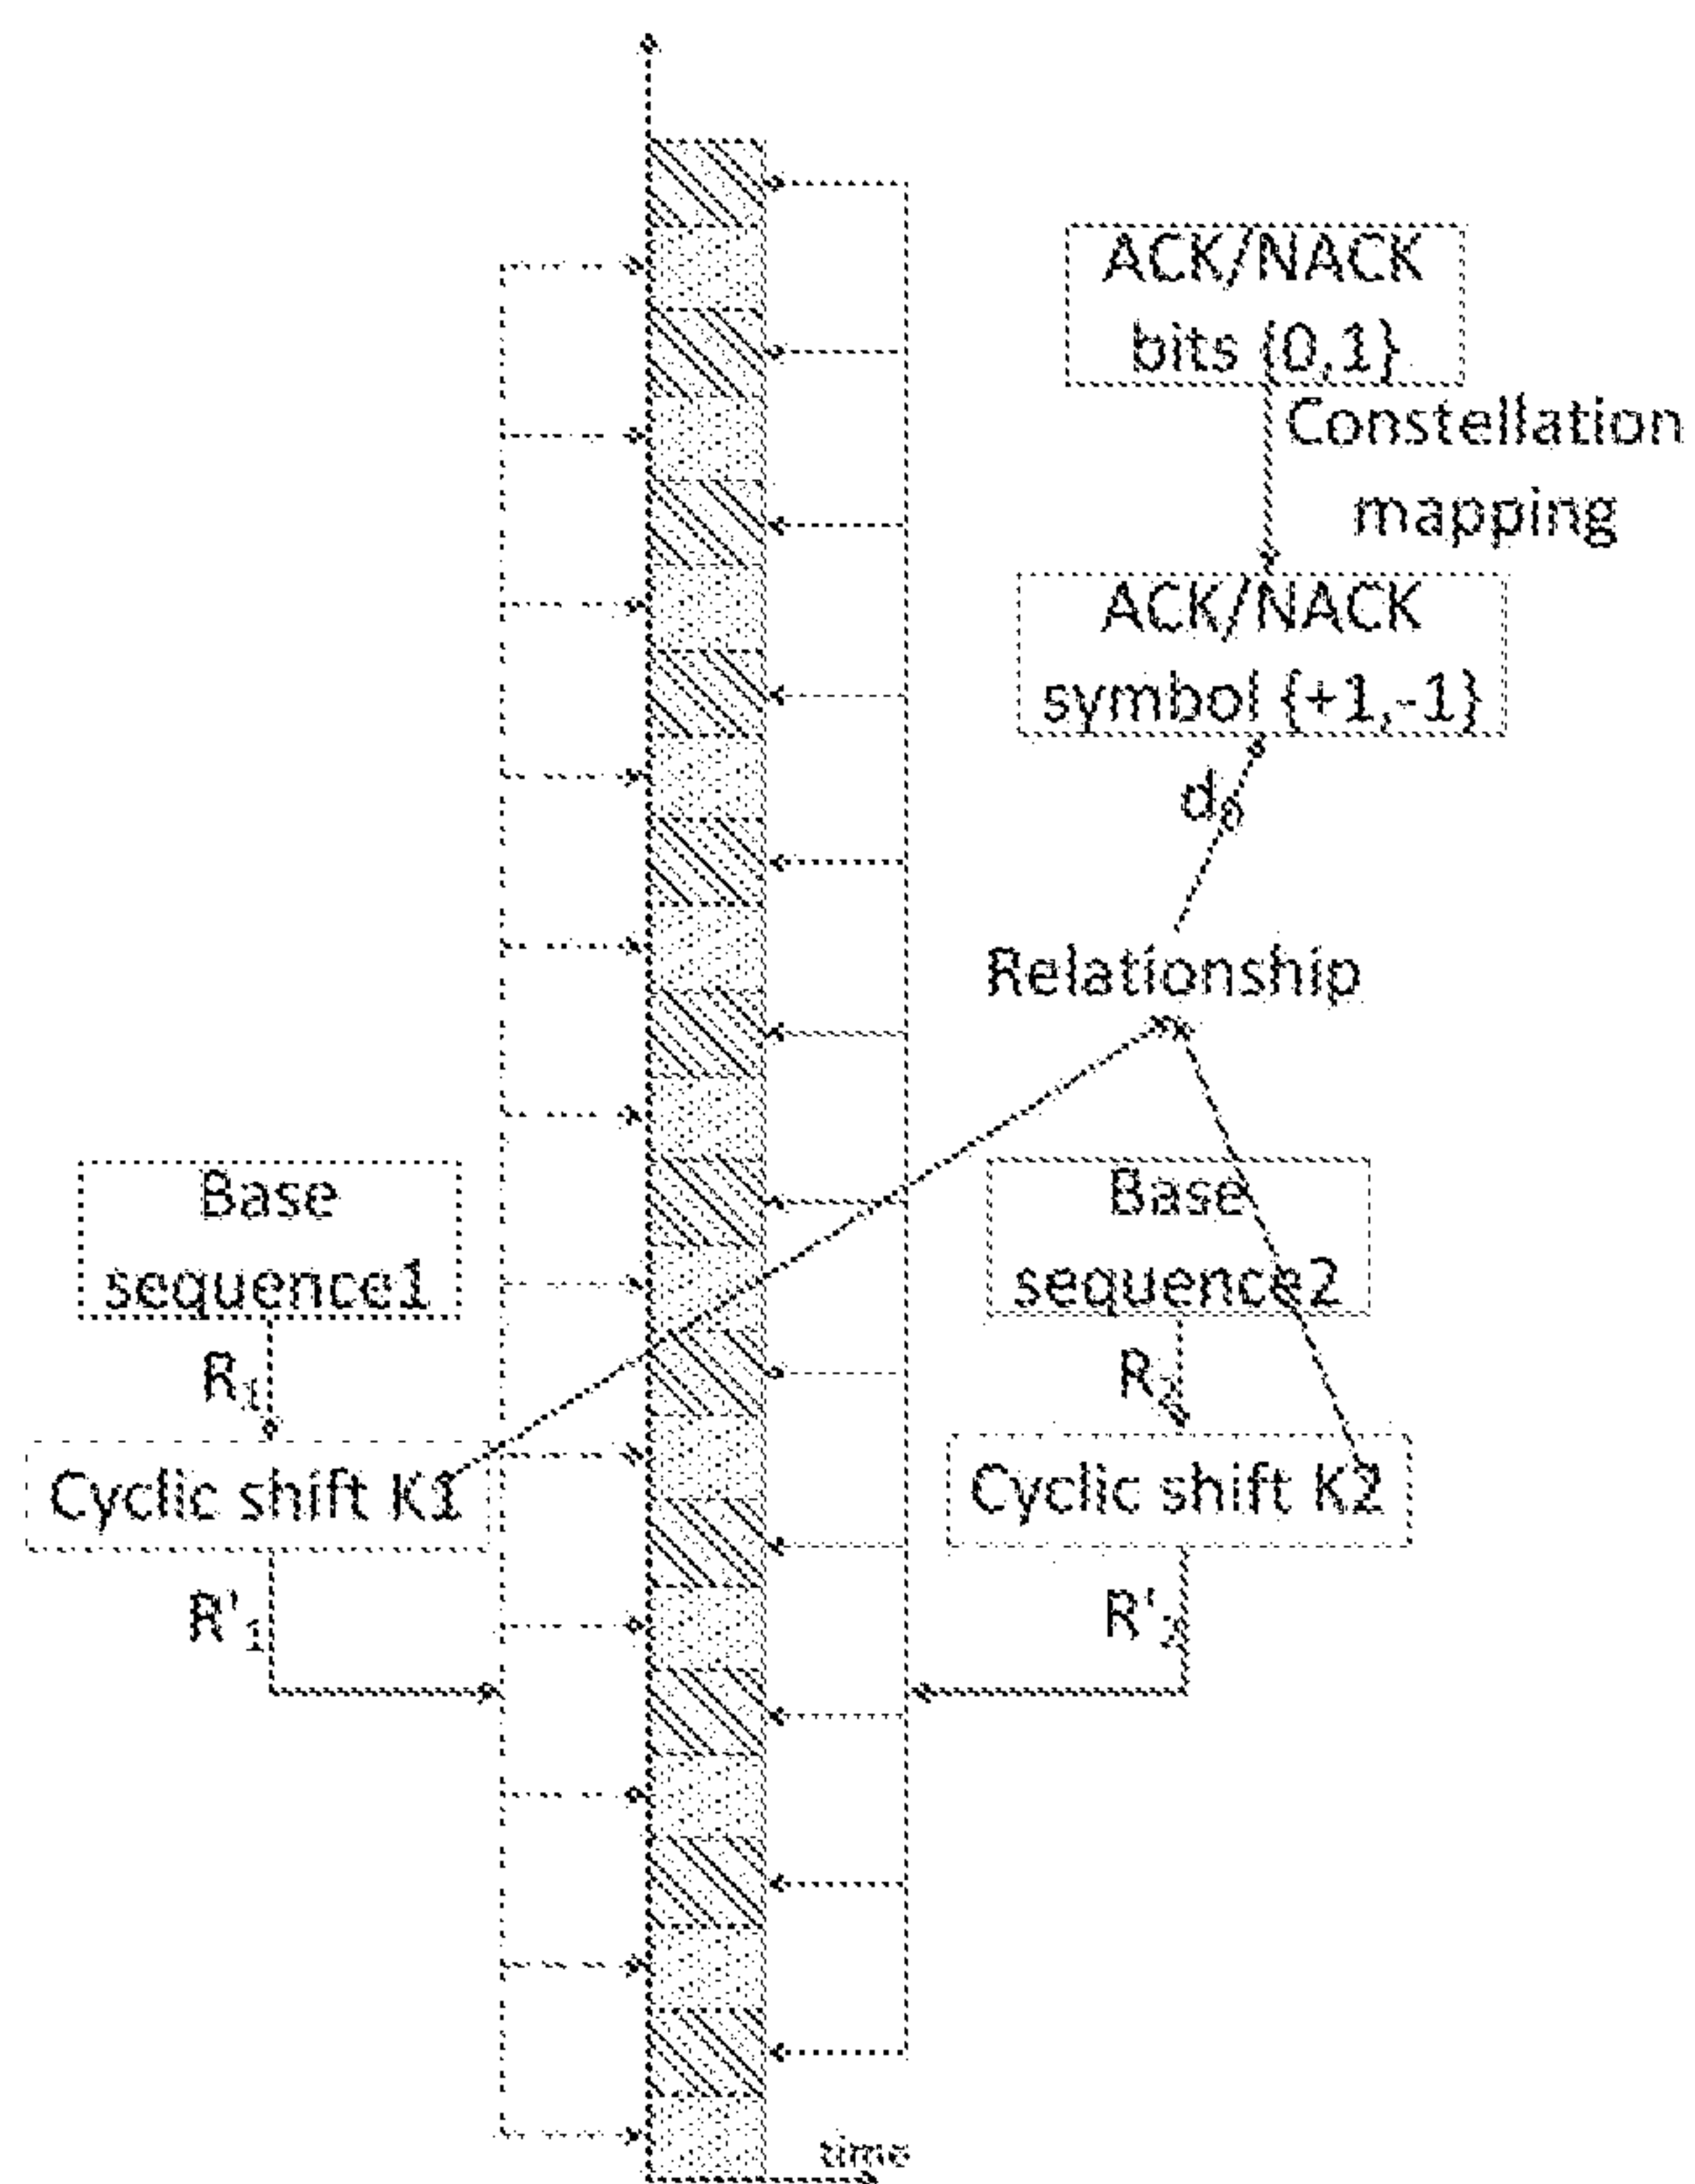 ACK/NACK
bits {0,1}
Constellation
mapping
ACK/NACK
symbol {+1,-1}
d0
Relationship
Base
sequence1
R1
Cyclic shift K1
R'1
Base
sequence2
R2
Cyclic shift K2
R'2
time